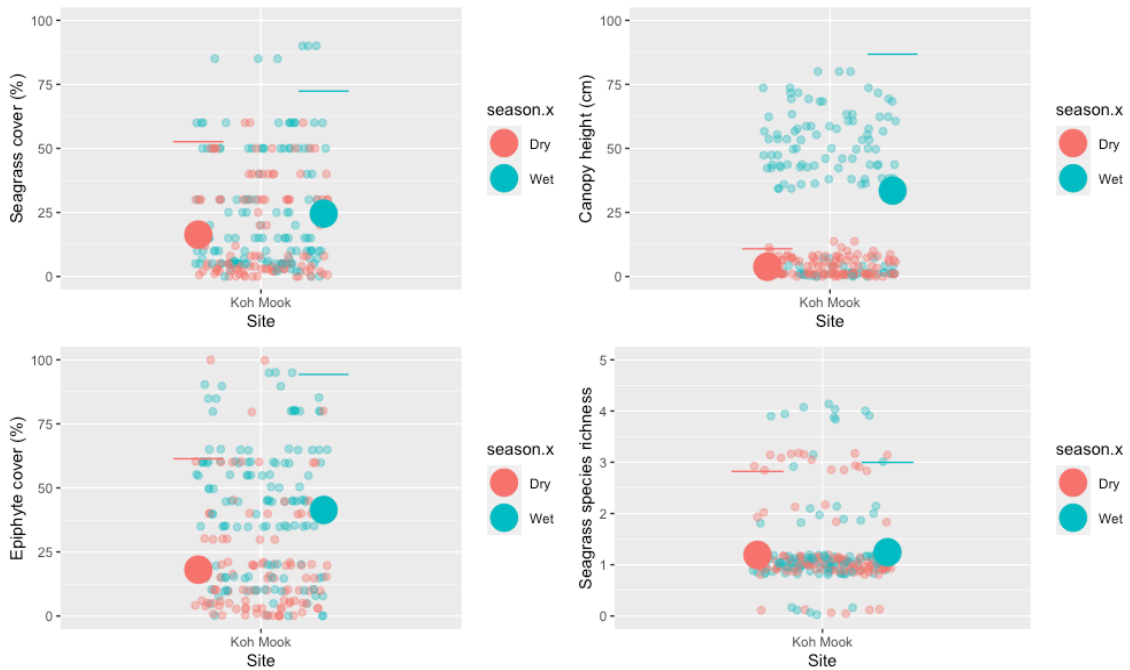 100
75
50
25
0
Seagrass cover (%)
Koh Mook
Site
season.x
Dry
Wet
100
75
50
25
0
Canopy height (cm)
Koh Mook
Site
season.x
Dry
Wet
100
75
50
25
0
Epiphyte cover (%)
Koh Mook
Site
season.x
Dry
Wet
5
4
3
2
1
0
Seagrass species richness
Koh Mook
Site
season.x
Dry
Wet